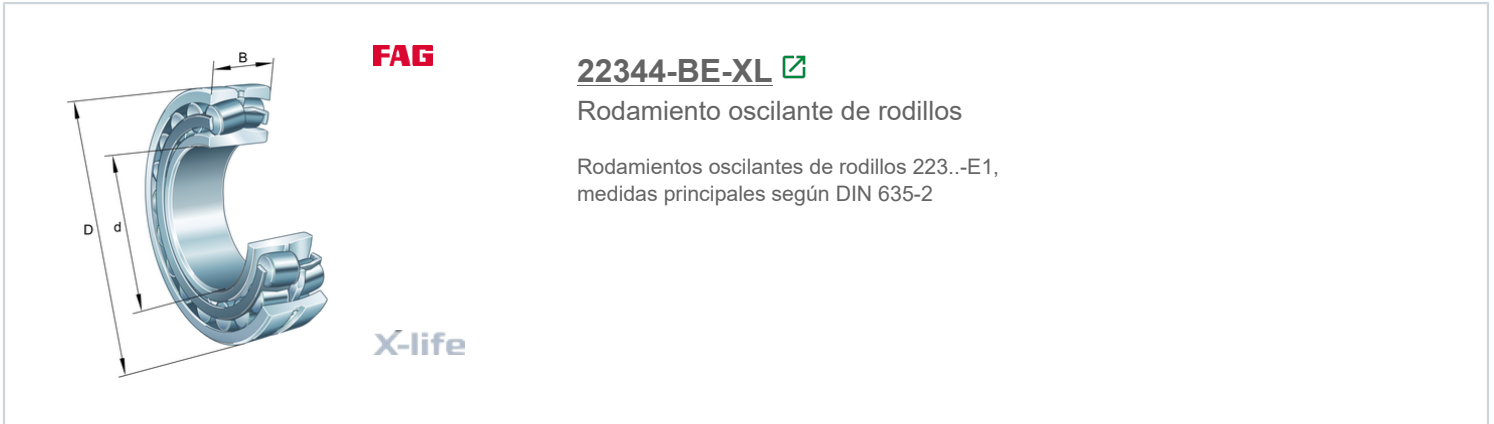 B
FAG
22344-BE-XL
Rodamiento oscilante de rodillos
Rodamientos oscilantes de rodillos 223..-E1,
medidas principales según DIN 635-2
D
d
X-life